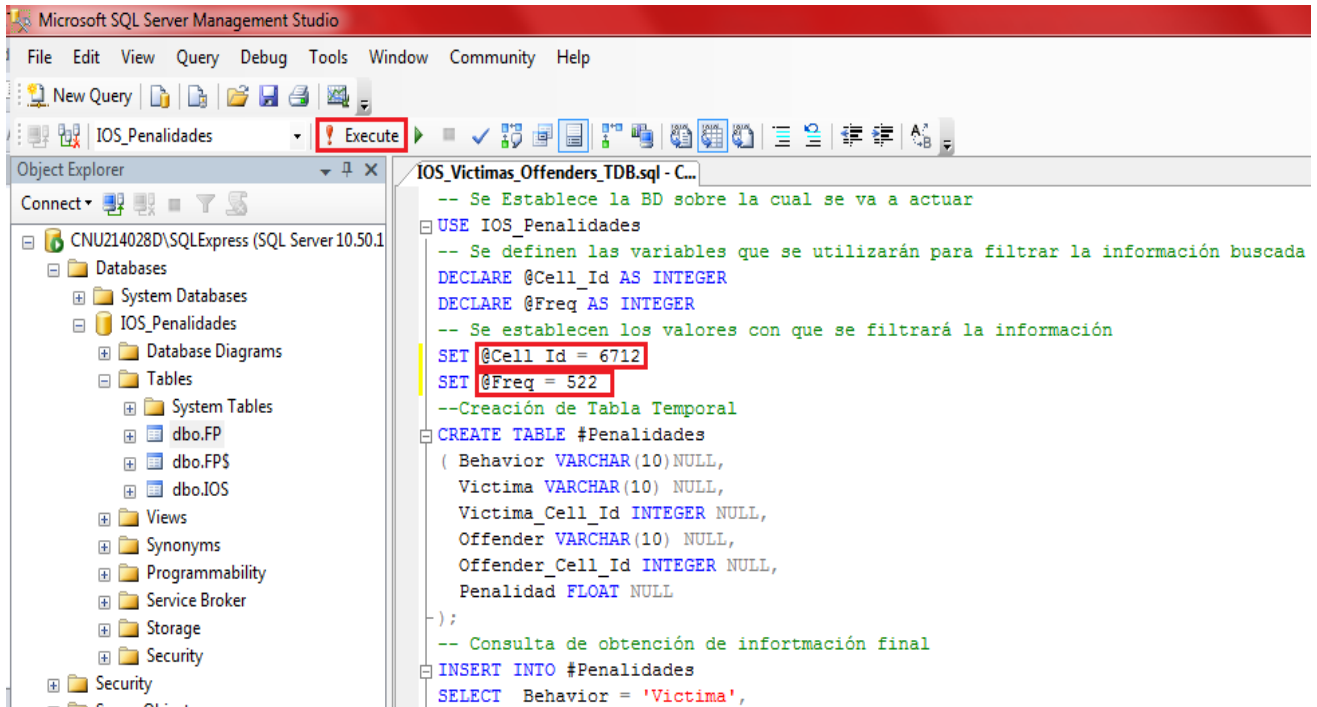 Microsoft SQL Server Management Studio
File Edit View Query Debug Tools Window Community Help
New Query
IOS_Penalidades Execute
Object Explorer
Connect
CNU214028D\SQLExpress (SQL Server 10.50.1
Databases
System Databases
IOS_Penalidades
Database Diagrams
Tables
System Tables
dbo.FP
dbo.FP$
dbo.IOS
Views
Synonyms
Programmability
Service Broker
Storage
Security
Security
IOS_Victimas_Offenders_TDB.sql - C...
-- Se Establece la BD sobre la cual se va a actuar
USE IOS_Penalidades
-- Se definen las variables que se utilizarán para filtrar la información buscada
DECLARE @Cell_Id AS INTEGER
DECLARE @Freq AS INTEGER
-- Se establecen los valores con que se filtrará la información
SET @Cell_Id = 6712
SET @Freq = 522
--Creación de Tabla Temporal
CREATE TABLE #Penalidades
( Behavior VARCHAR(10)NULL,
Victima VARCHAR(10) NULL,
Victima_Cell_Id INTEGER NULL,
Offender VARCHAR(10) NULL,
Offender_Cell_Id INTEGER NULL,
Penalidad FLOAT NULL
);
-- Consulta de obtención de infortmación final
INSERT INTO #Penalidades
SELECT Behavior = 'Victima',